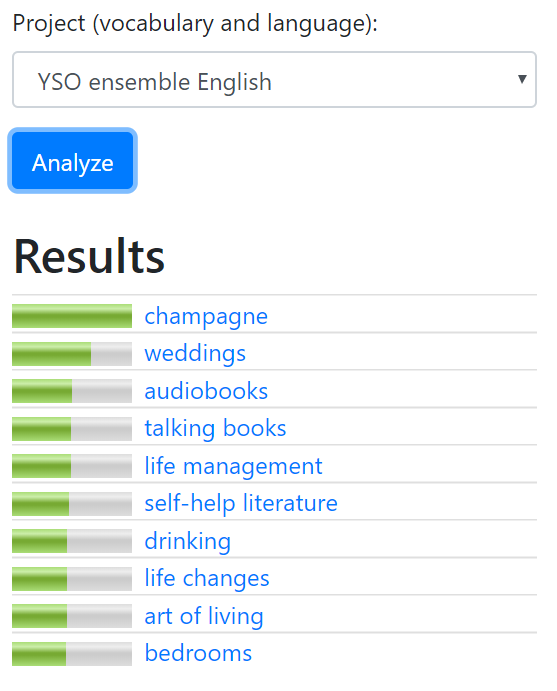 Project (vocabulary and language):
YSO ensemble English
Analyze
Results
champagne
weddings
audiobooks
talking books
life management
self-help literature
drinking
life changes
art of living
bedrooms